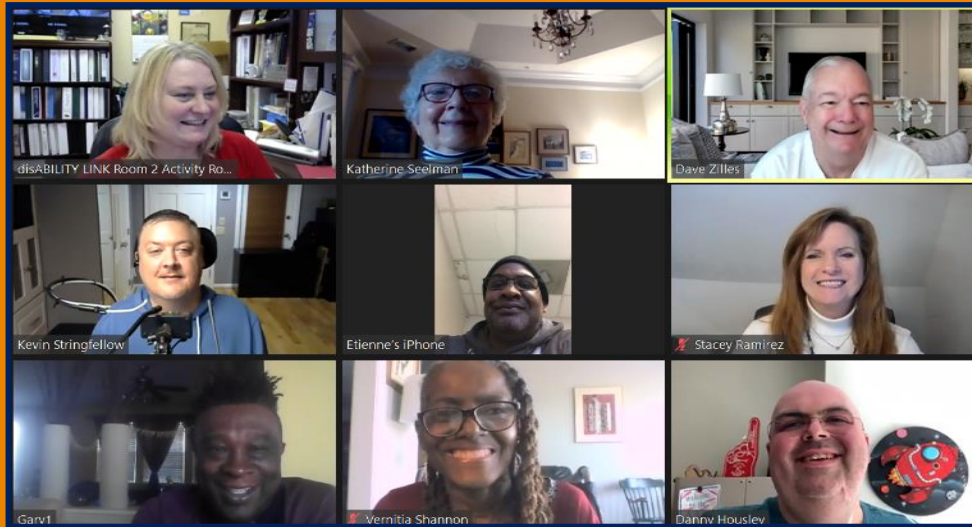 disABILITY LINK Room 2 Activity Ro...
Katherine Seelman
Dave Zilles
Kevin Stringfellow
Etienne's iPhone
Stacey Ramirez
Gary1
Vernitia Shannon
Danny Housley